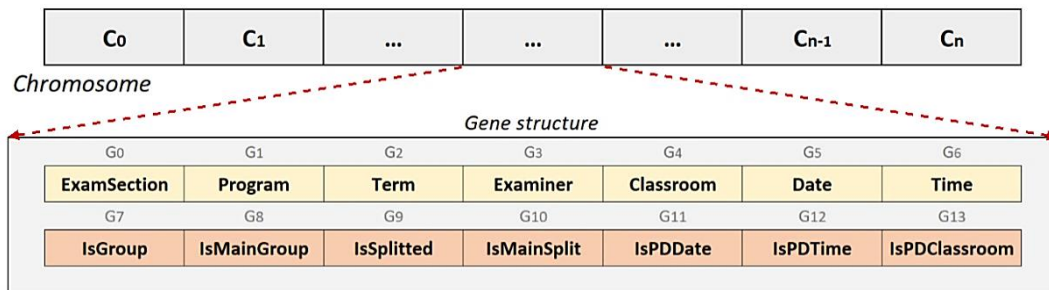 C0 C1 ... ... ... Cn-1 Cn
Chromosome
Gene structure
G0 G1 G2 G3 G4 G5 G6
ExamSection Program Term Examiner Classroom Date Time
G7 G8 G9 G10 G11 G12 G13
IsGroup IsMainGroup IsSplitted IsMainSplit IsPDDate IsPDTime IsPDClassroom